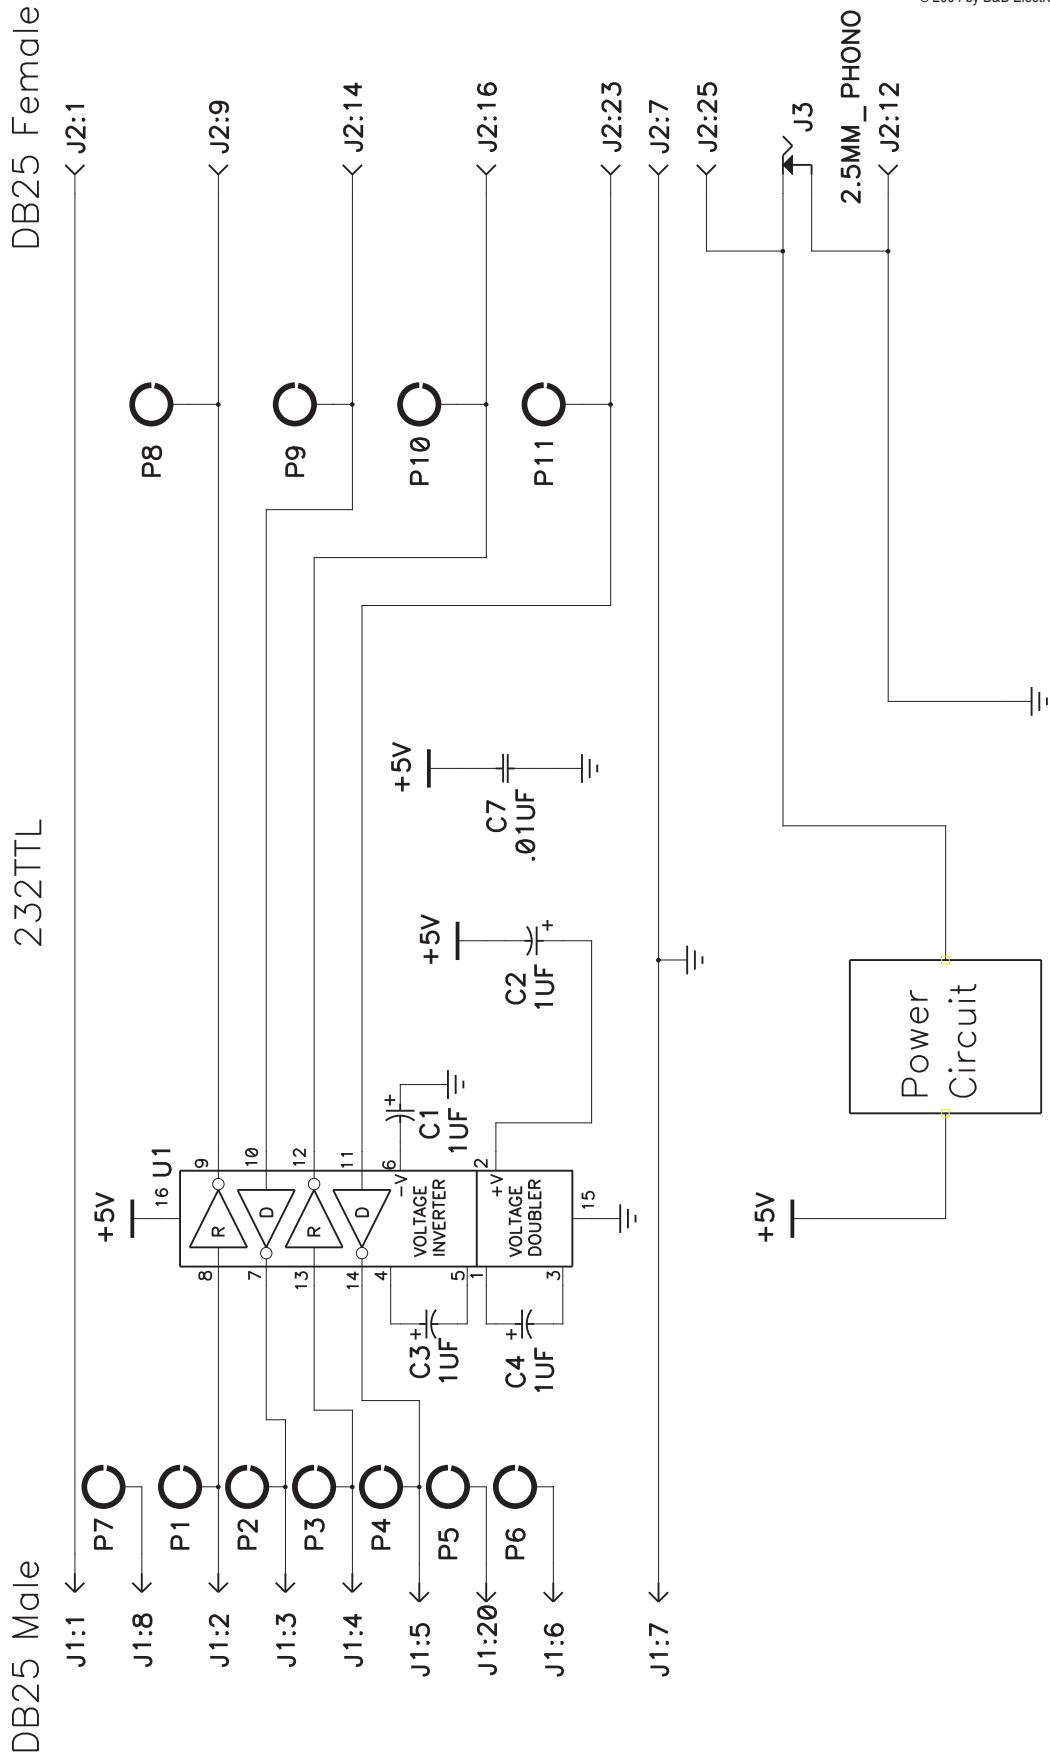 DB25 Male
232TTL
DB25 Female
J1:1
J2:1
P7
J1:8
P1
J1:2
P8
J2:9
P2
J1:3
P9
J2:14
P3
J1:4
P10
J2:16
P4
J1:5
P11
J2:23
P5
J1:20
P6
J1:6
J1:7
J2:7
+5V
16
U1
8
R
9
7
D
10
13
R
12
14
D
11
4
VOLTAGE
INVERTER
-V
6
5
1
VOLTAGE
DOUBLER
+V
2
3
15
C3
+
1UF
C4
+
1UF
+
C1
1UF
+5V
C2
1UF
+
+5V
C7
.01UF
J2:25
J3
2.5MM_PHONO
J2:12
+5V
Power
Circuit